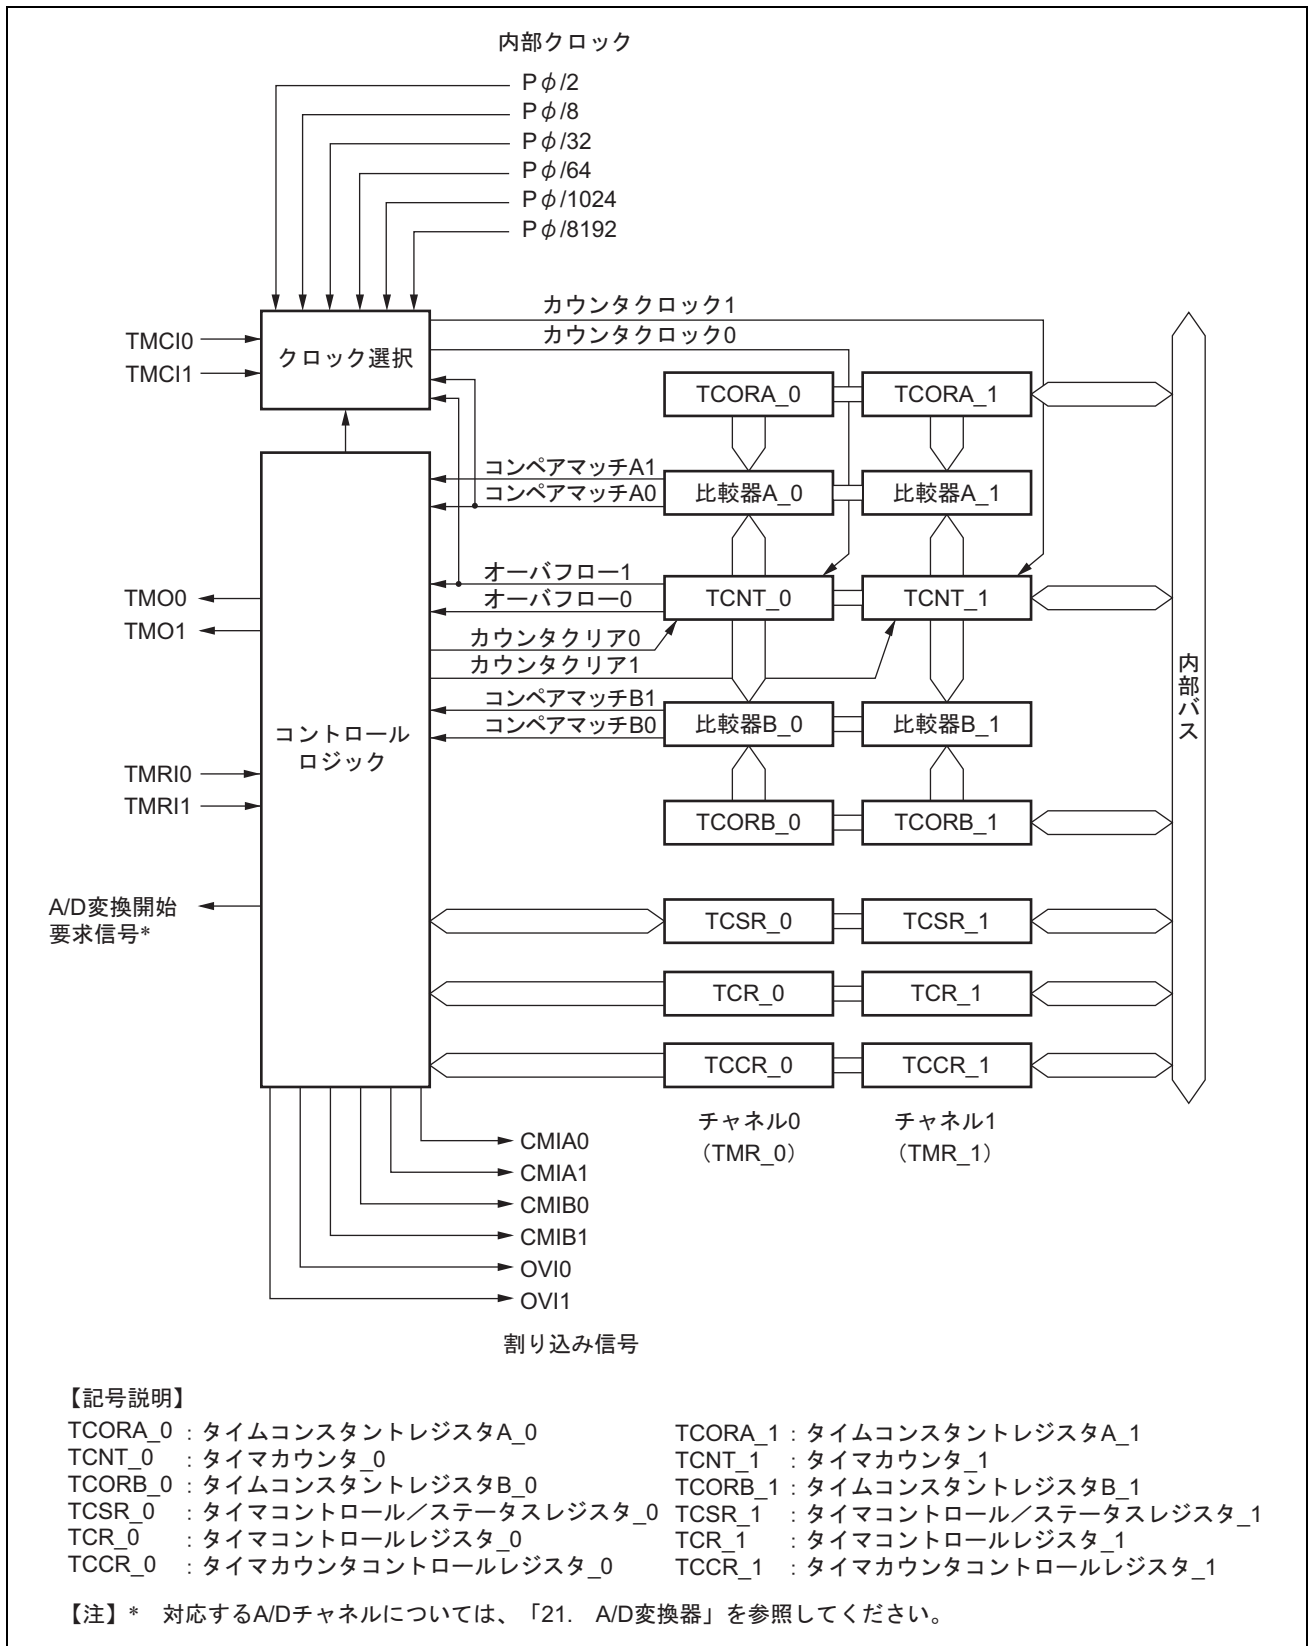 内部クロック
Pφ/2
Pφ/8
Pφ/32
Pφ/64
Pφ/1024
Pφ/8192
カウンタクロック1
カウンタクロック0
TMCI0
TMCI1
クロック選択
TCORA_0
TCORA_1
コンペアマッチA1
コンペアマッチA0
比較器A_0
比較器A_1
オーバフロー1
オーバフロー0
TCNT_0
TCNT_1
TMO0
TMO1
カウンタクリア0
カウンタクリア1
コンペアマッチB1
コンペアマッチB0
比較器B_0
比較器B_1
内部バス
コントロール
ロジック
TMRI0
TMRI1
TCORB_0
TCORB_1
A/D変換開始
要求信号*
TCSR_0
TCSR_1
TCR_0
TCR_1
TCCR_0
TCCR_1
チャネル0
（TMR_0）
チャネル1
（TMR_1）
CMIA0
CMIA1
CMIB0
CMIB1
OVI0
OVI1
割り込み信号
【記号説明】
TCORA_0 : タイムコンスタントレジスタA_0
TCNT_0 : タイマカウンタ_0
TCORB_0 : タイムコンスタントレジスタB_0
TCSR_0 : タイマコントロール／ステータスレジスタ_0
TCR_0 : タイマコントロールレジスタ_0
TCCR_0 : タイマカウンタコントロールレジスタ_0
TCORA_1 : タイムコンスタントレジスタA_1
TCNT_1 : タイマカウンタ_1
TCORB_1 : タイムコンスタントレジスタB_1
TCSR_1 : タイマコントロール／ステータスレジスタ_1
TCR_1 : タイマコントロールレジスタ_1
TCCR_1 : タイマカウンタコントロールレジスタ_1
【注】* 対応するA/Dチャネルについては、「21. A/D変換器」を参照してください。